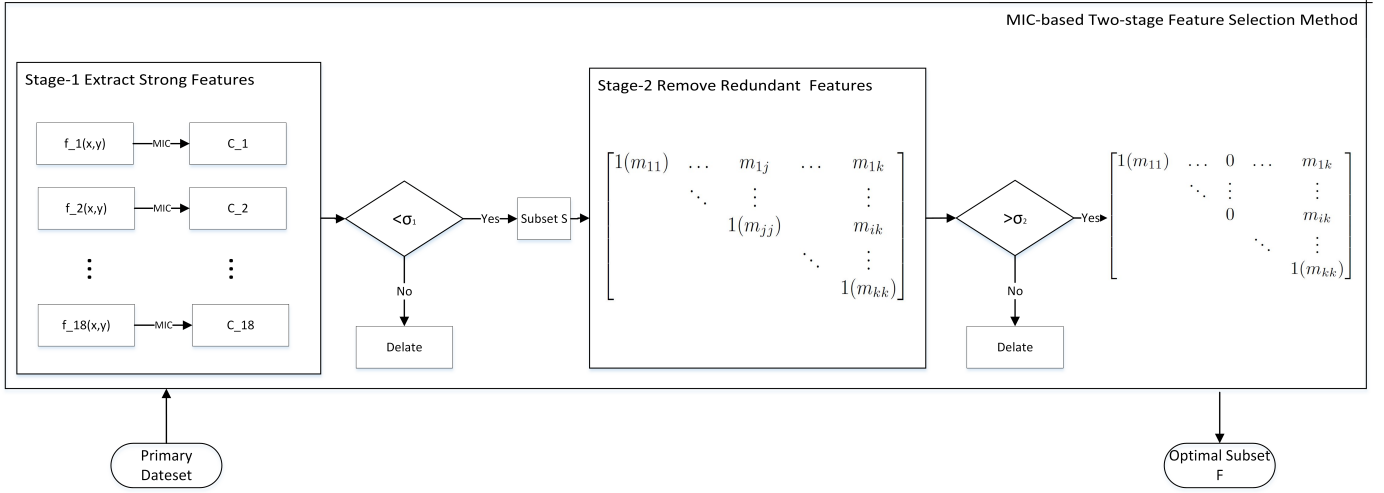 MIC-based Two-stage Feature Selection Method
Stage-1 Extract Strong Features
f_1(x,y)
MIC
C_1
f_2(x,y)
MIC
C_2
⋮ ⋮
f_18(x,y)
MIC
C_18
<σ₁
Yes
No
Delate
Subset S
Stage-2 Remove Redundant Features
1(m₁₁) … m₁ⱼ … m₁ₖ
⋱ ⋮ ⋮
1(mⱼⱼ) mᵢₖ
⋱ ⋮
1(mₖₖ)
>σ₂
Yes
No
Delate
1(m₁₁) … 0 … m₁ₖ
⋱ ⋮ ⋮
0 mᵢₖ
⋱ ⋮
1(mₖₖ)
Primary
Dateset
Optimal Subset
F